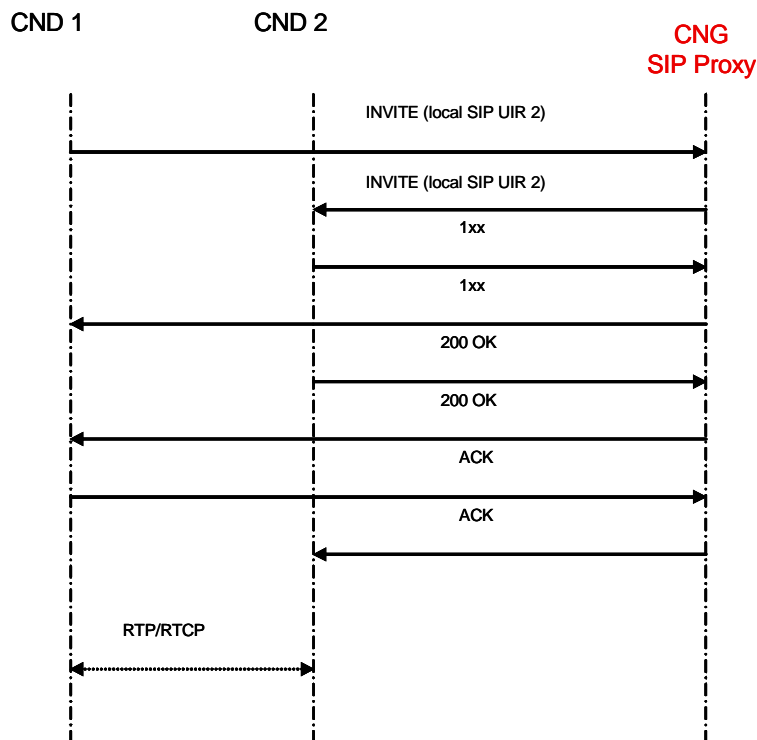 CND 1
CND 2
CNG
SIP Proxy
INVITE (local SIP UIR 2)
INVITE (local SIP UIR 2)
1xx
1xx
200 OK
200 OK
ACK
ACK
RTP/RTCP